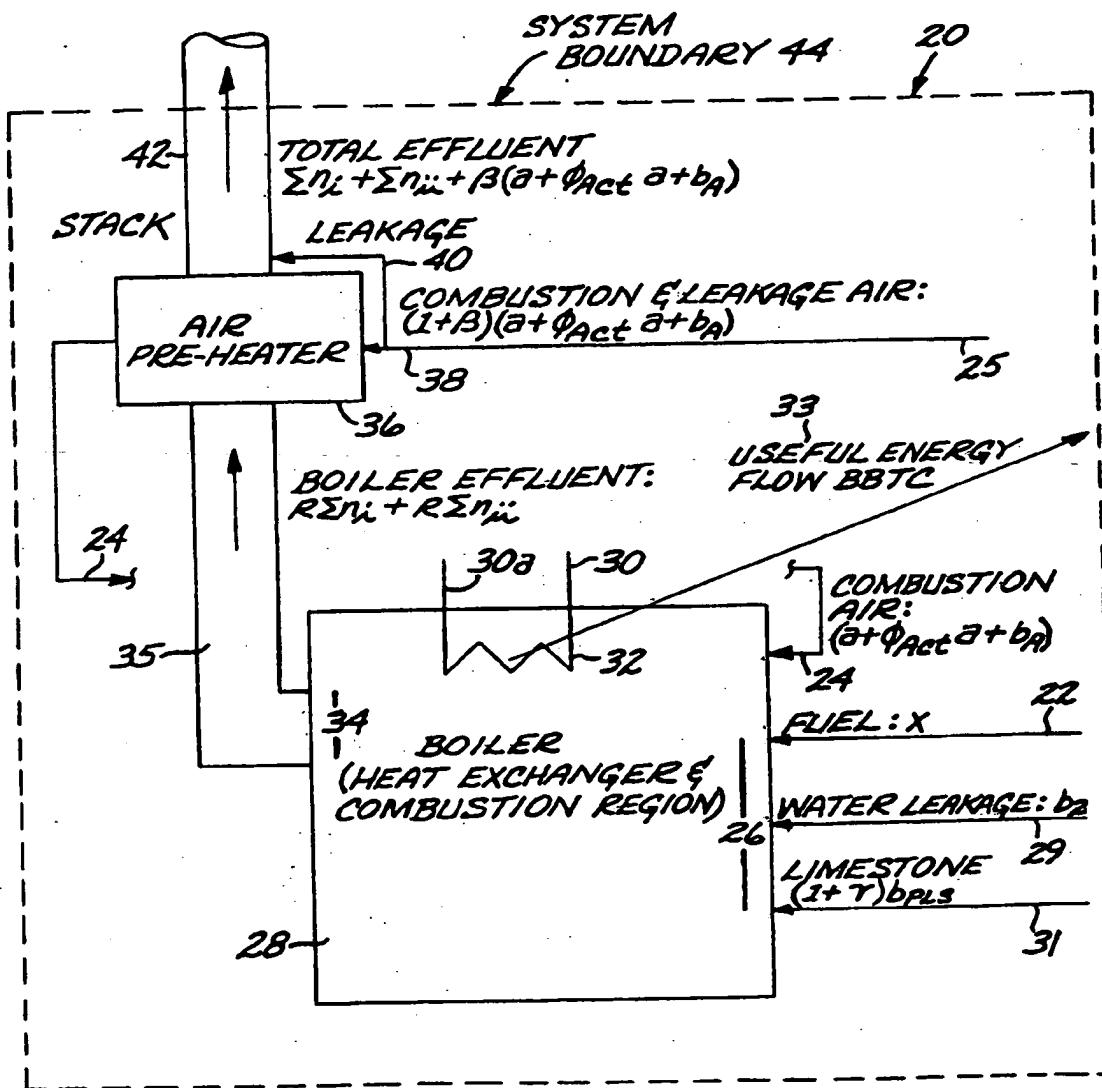 SYSTEM
BOUNDARY 44
20
42
TOTAL EFFLUENT
Σni + Σnii + β(a+ϕAct a+bA)
STACK
LEAKAGE
40
COMBUSTION & LEAKAGE AIR:
(1+β)(a+ϕAct a+bA)
AIR
PRE-HEATER
38
25
36
33
USEFUL ENERGY
FLOW BBTC
BOILER EFFLUENT:
RΣni + RΣnii
24
30a
30
COMBUSTION
AIR:
(a+ϕAct a+bA)
35
32
24
34
FUEL: X
22
BOILER
(HEAT EXCHANGER &
COMBUSTION REGION)
WATER LEAKAGE: bZ
26
29
LIMESTONE
(1+γ)bPLS
28
31